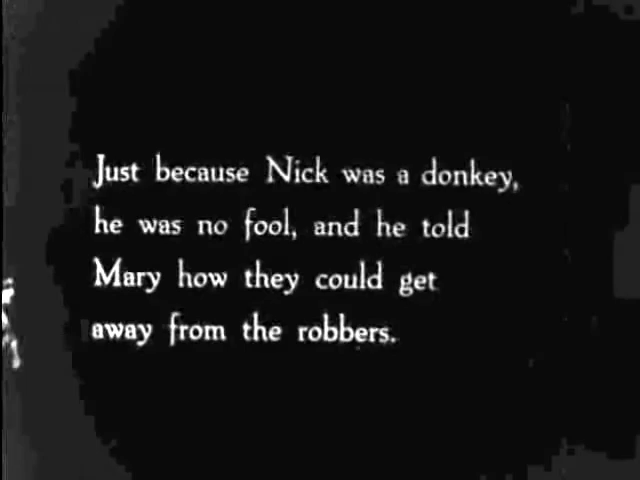 Just because Nick was a donkey,
he was no fool, and he told
Mary how they could get
away from the robbers.